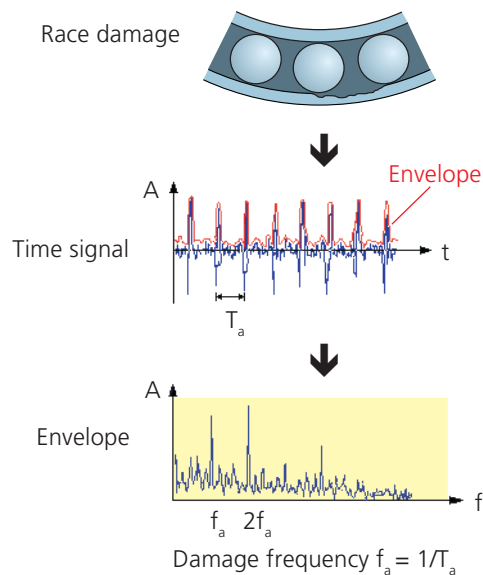 Race damage
A
Envelope
Time signal
t
Tₐ
A
Envelope
f
fₐ 2fₐ
Damage frequency fₐ = 1/Tₐ